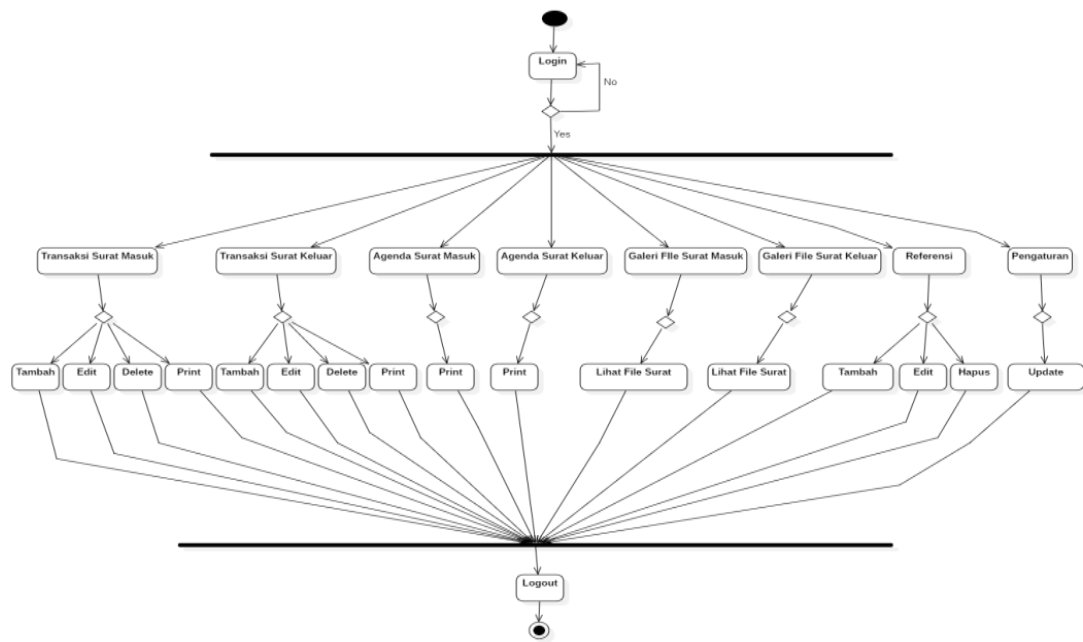 Login
No
Yes
Transaksi Surat Masuk
Transaksi Surat Keluar
Agenda Surat Masuk
Agenda Surat Keluar
Galeri FIle Surat Masuk
Galeri File Surat Keluar
Referensi
Pengaturan
Tambah
Edit
Delete
Print
Tambah
Edit
Delete
Print
Print
Print
Lihat File Surat
Lihat File Surat
Tambah
Edit
Hapus
Update
Logout